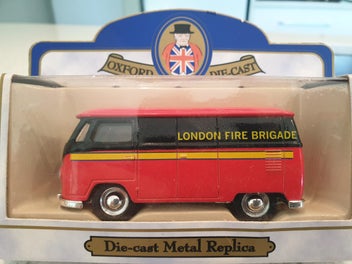 OXFORD DIE-CAST
LONDON FIRE BRIGADE
Die-cast Metal Replica